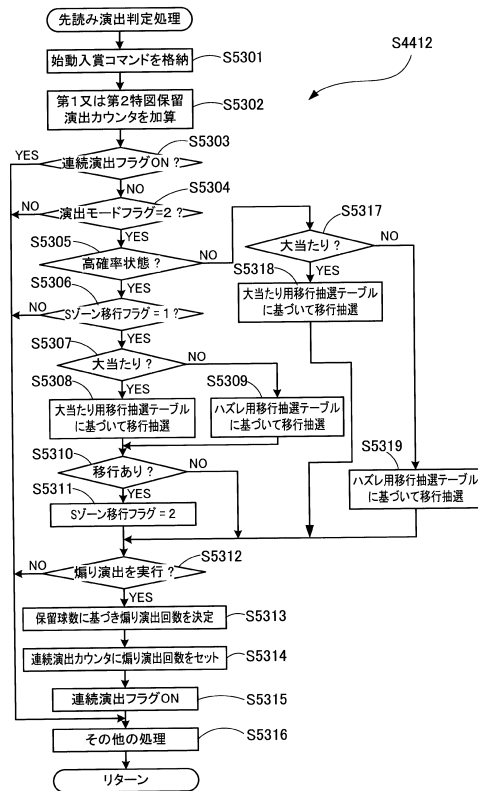 先読み演出判定処理
S4412
始動入賞コマンドを格納
S5301
第1又は第2特図保留
演出カウンタを加算
S5302
S5303
YES
連続演出フラグON？
NO
S5304
NO
演出モードフラグ=2？
YES
S5305
高確率状態？
NO
YES
S5317
大当たり？
NO
YES
S5318
大当たり用移行抽選テーブル
に基づいて移行抽選
S5306
NO
Sゾーン移行フラグ=1？
YES
S5307
大当たり？
NO
YES
S5308
大当たり用移行抽選テーブル
に基づいて移行抽選
S5309
ハズレ用移行抽選テーブル
に基づいて移行抽選
S5310
移行あり？
NO
YES
S5319
ハズレ用移行抽選テーブル
に基づいて移行抽選
S5311
Sゾーン移行フラグ=2
S5312
NO
煽り演出を実行？
YES
保留球数に基づき煽り演出回数を決定
S5313
連続演出カウンタに煽り演出回数をセット
S5314
連続演出フラグON
S5315
その他の処理
S5316
リターン